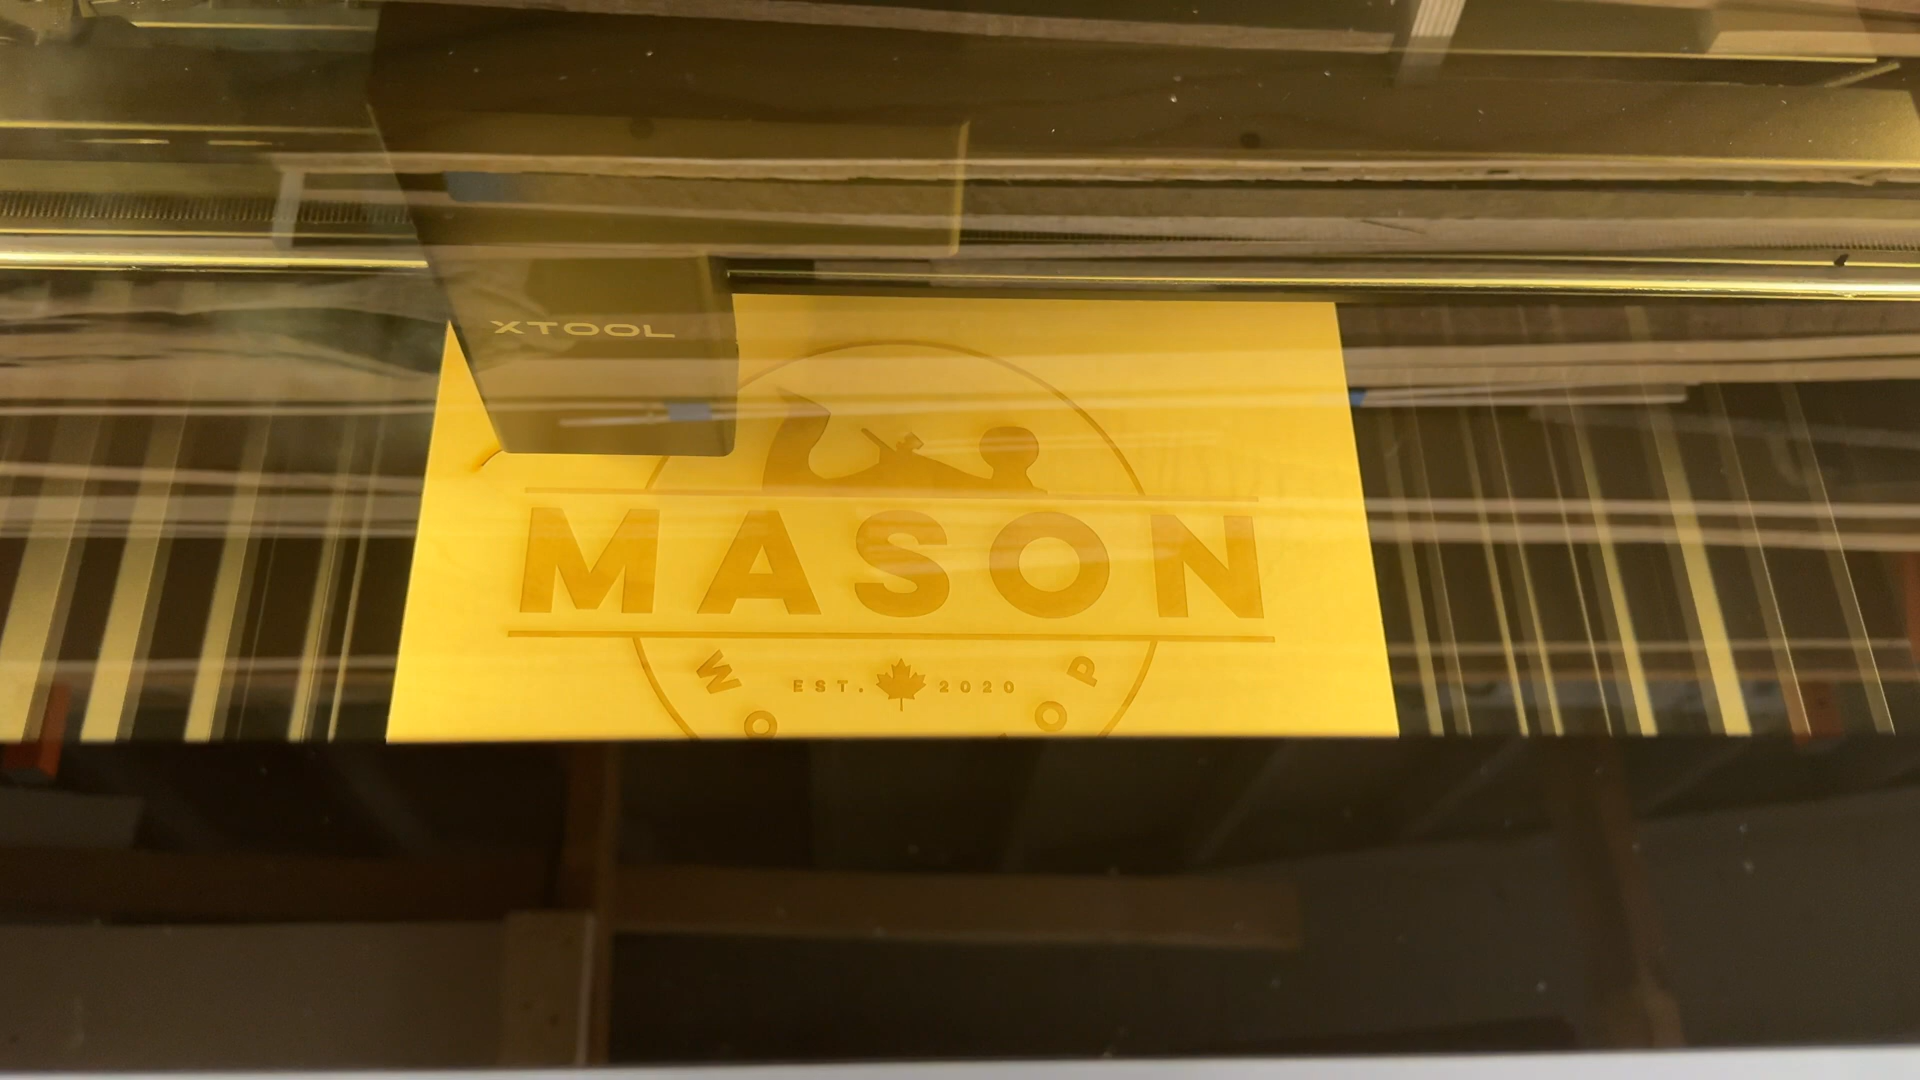 XTOOL
MASON
EST. 2020
W O
O P